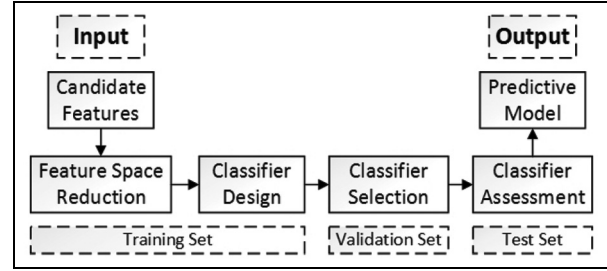 Input
Output
Candidate
Features
Predictive
Model
Feature Space
Reduction
Classifier
Design
Classifier
Selection
Classifier
Assessment
Training Set
Validation Set
Test Set